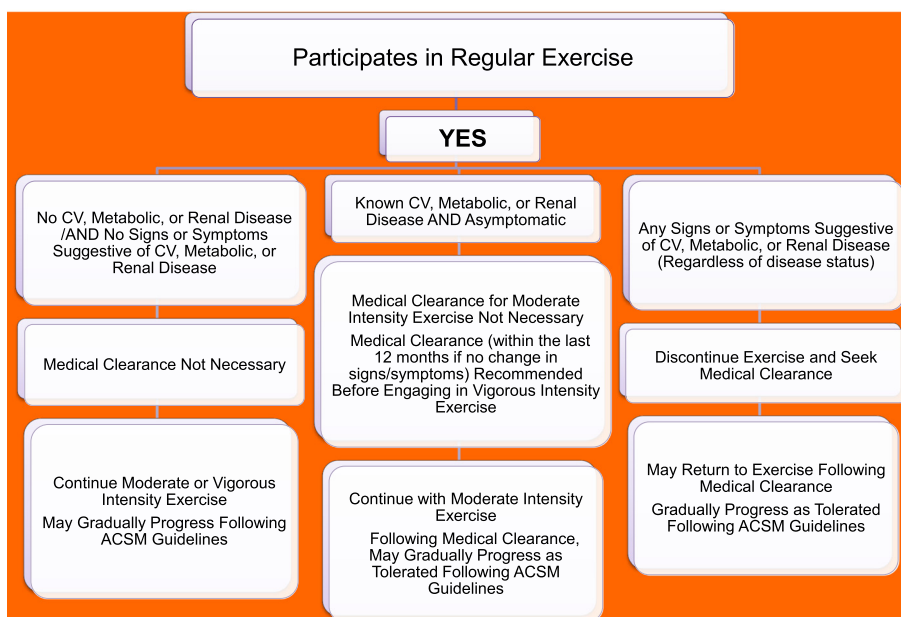 Participates in Regular Exercise
YES
No CV, Metabolic, or Renal Disease
/AND No Signs or Symptoms
Suggestive of CV, Metabolic, or
Renal Disease
Medical Clearance Not Necessary
Continue Moderate or Vigorous
Intensity Exercise
May Gradually Progress Following
ACSM Guidelines
Known CV, Metabolic, or Renal
Disease AND Asymptomatic
Medical Clearance for Moderate
Intensity Exercise Not Necessary
Medical Clearance (within the last
12 months if no change in
signs/symptoms) Recommended
Before Engaging in Vigorous Intensity
Exercise
Continue with Moderate Intensity
Exercise
Following Medical Clearance,
May Gradually Progress as
Tolerated Following ACSM
Guidelines
Any Signs or Symptoms Suggestive
of CV, Metabolic, or Renal Disease
(Regardless of disease status)
Discontinue Exercise and Seek
Medical Clearance
May Return to Exercise Following
Medical Clearance
Gradually Progress as Tolerated
Following ACSM Guidelines